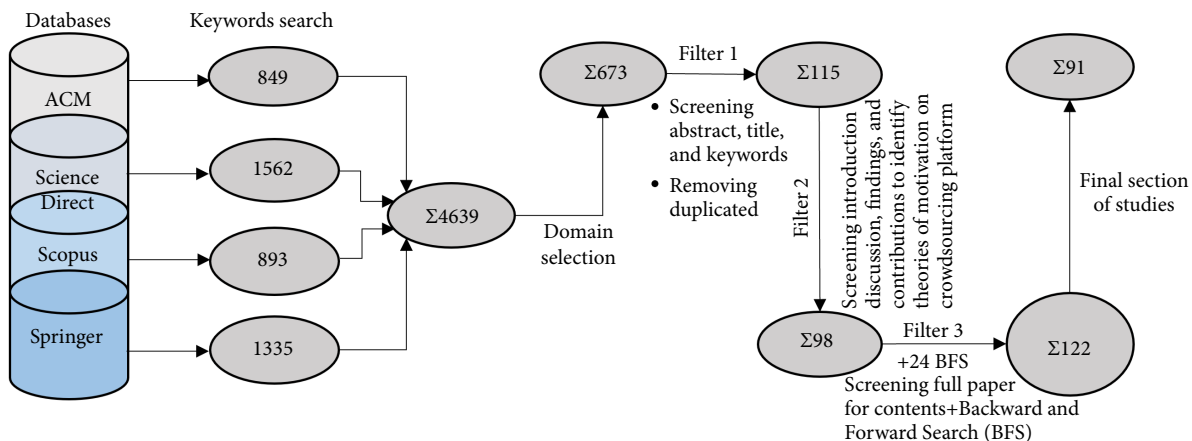 Databases
Keywords search
ACM
Science
Direct
Scopus
Springer
849
1562
893
1335
Σ4639
Domain
selection
Σ673
Filter 1
• Screening
abstract, title,
and keywords
• Removing
duplicated
Σ115
Filter 2
Screening introduction
discussion, findings, and
contributions to identify
theories of motivation on
crowdsourcing platform
Σ98
Filter 3
+24 BFS
Screening full paper
for contents+Backward and
Forward Search (BFS)
Σ122
Final section
of studies
Σ91